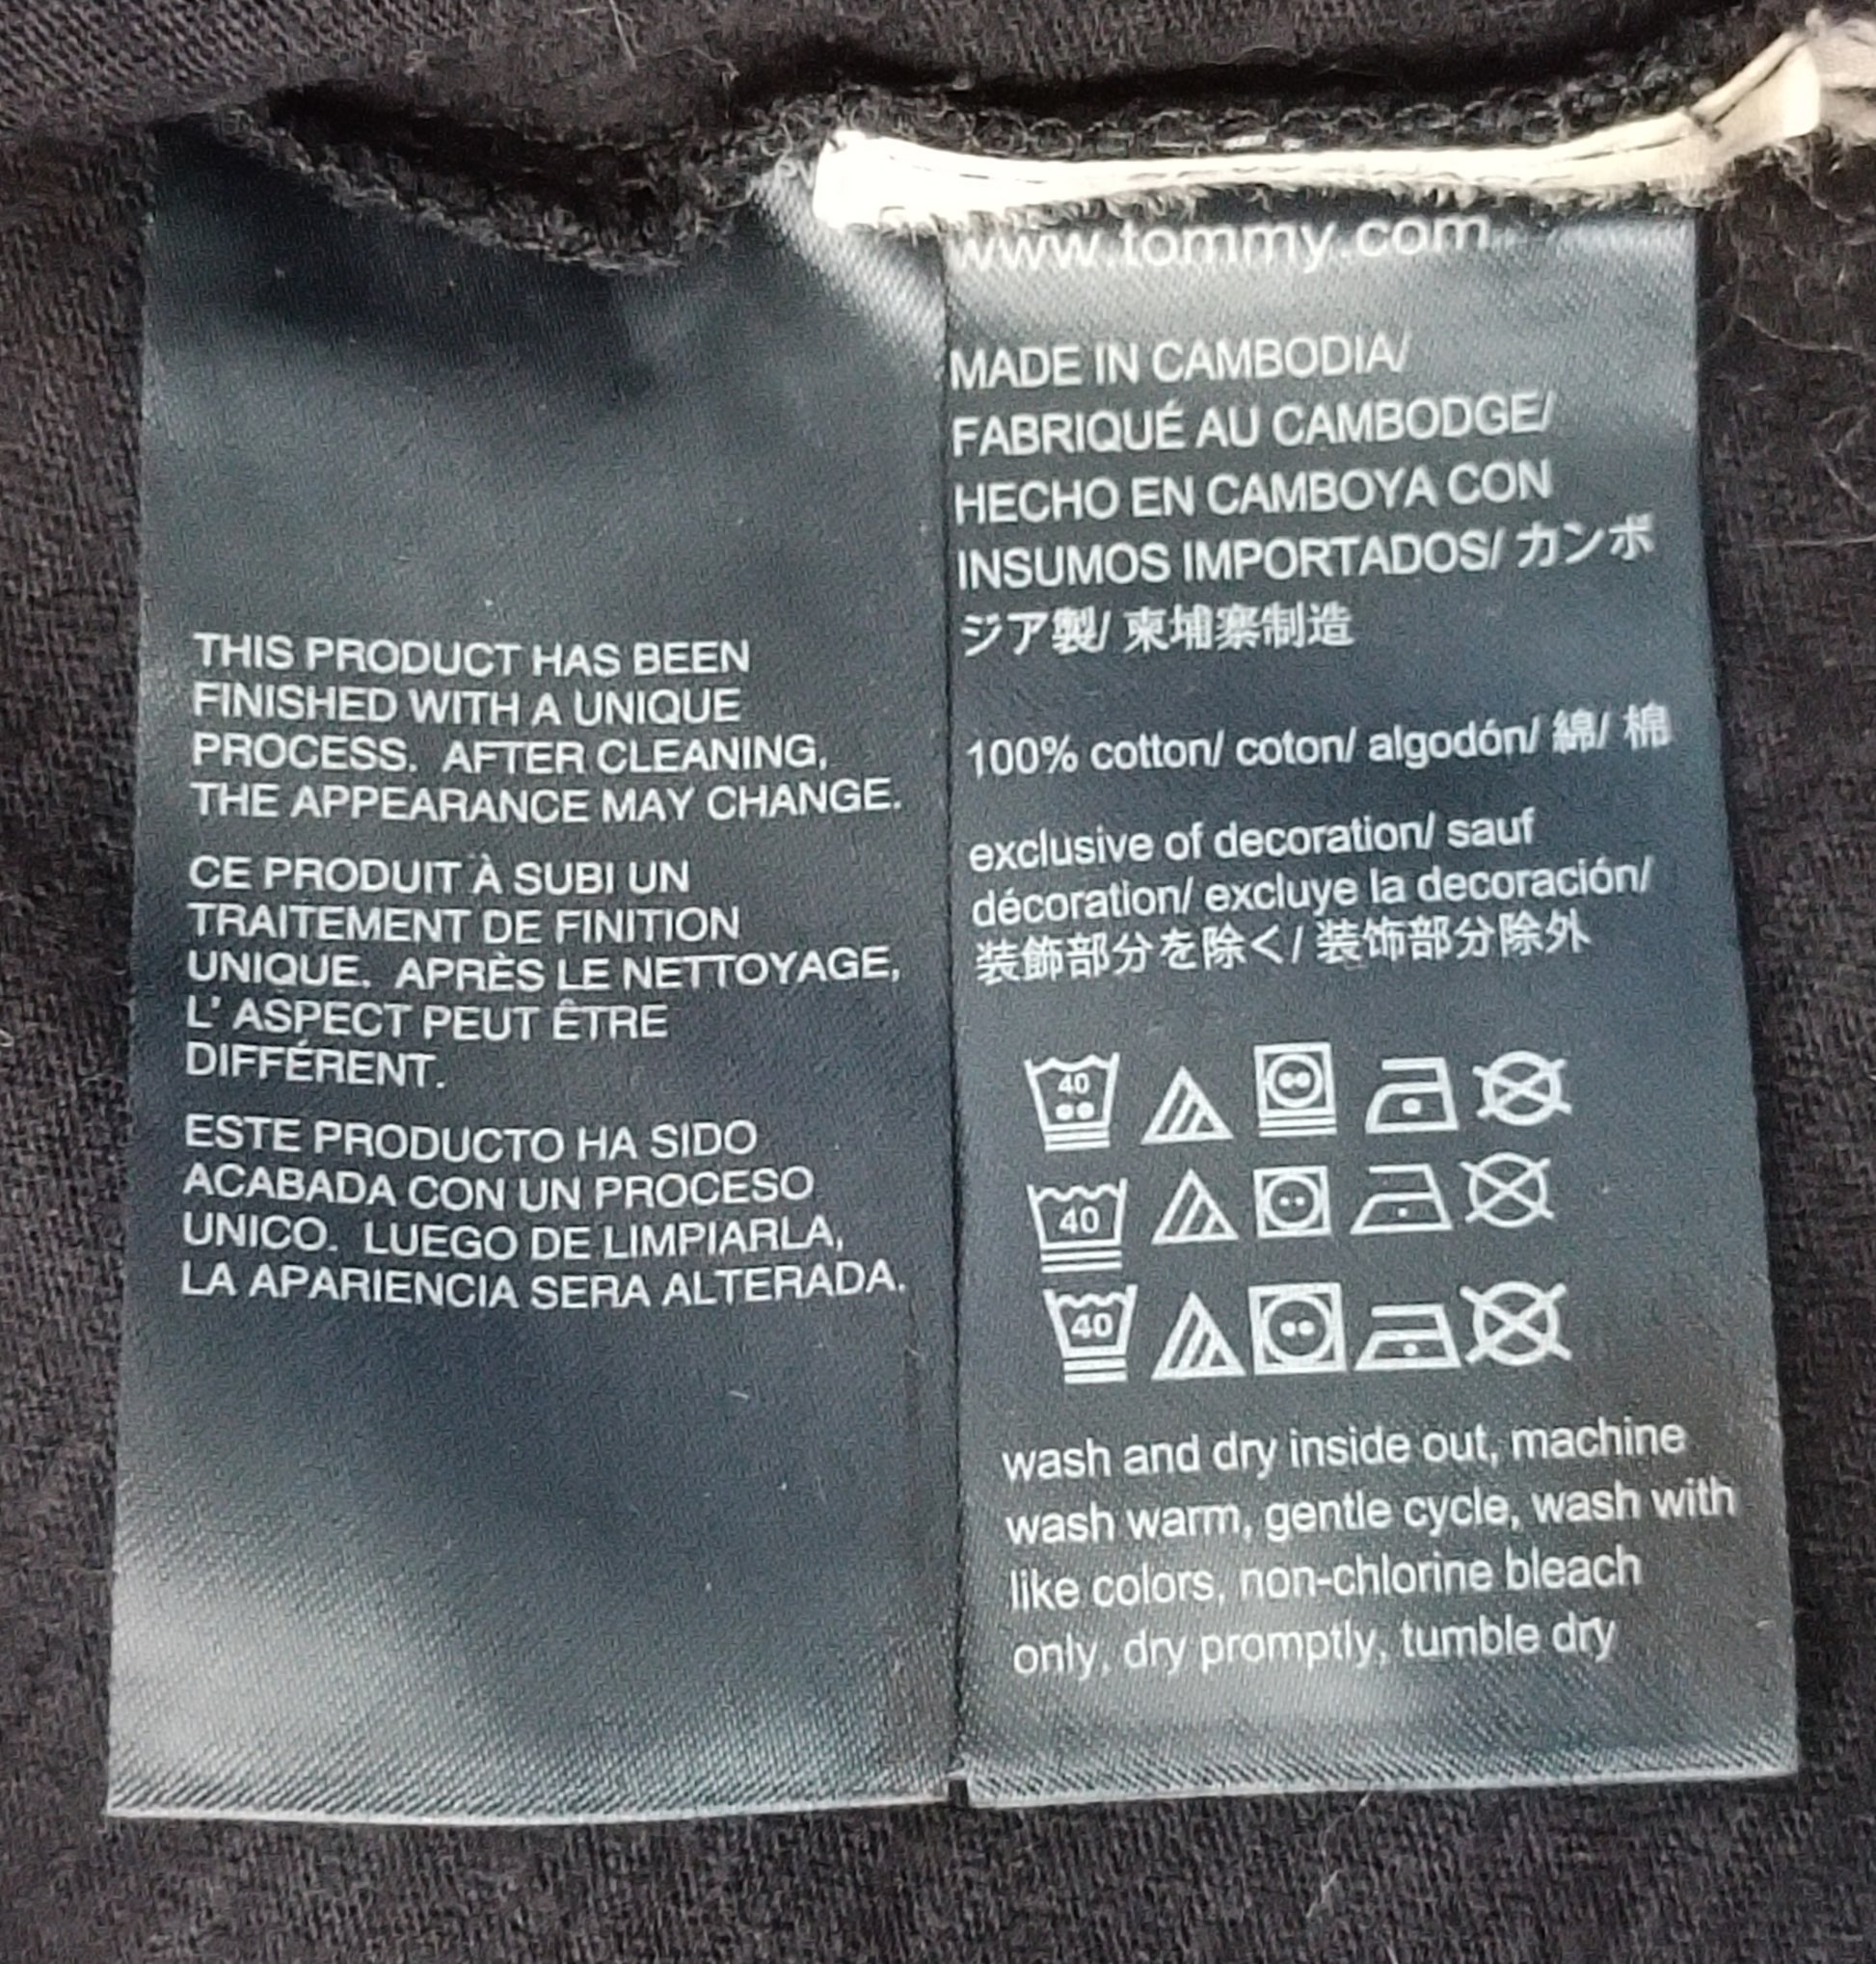 THIS PRODUCT HAS BEEN
FINISHED WITH A UNIQUE
PROCESS. AFTER CLEANING,
THE APPEARANCE MAY CHANGE.
CE PRODUIT À SUBI UN
TRAITEMENT DE FINITION
UNIQUE. APRÈS LE NETTOYAGE,
L' ASPECT PEUT ÊTRE
DIFFÉRENT.
ESTE PRODUCTO HA SIDO
ACABADA CON UN PROCESO
UNICO. LUEGO DE LIMPIARLA,
LA APARIENCIA SERA ALTERADA.
www.tommy.com
MADE IN CAMBODIA/
FABRIQUÉ AU CAMBODGE/
HECHO EN CAMBOYA CON
INSUMOS IMPORTADOS/ カンボ
ジア製/ 柬埔寨制造
100% cotton/ coton/ algodón/ 綿/ 棉
exclusive of decoration/ sauf
décoration/ excluye la decoración/
装飾部分を除く/ 装饰部分除外
40
40
40
wash and dry inside out, machine
wash warm, gentle cycle, wash with
like colors, non-chlorine bleach
only, dry promptly, tumble dry